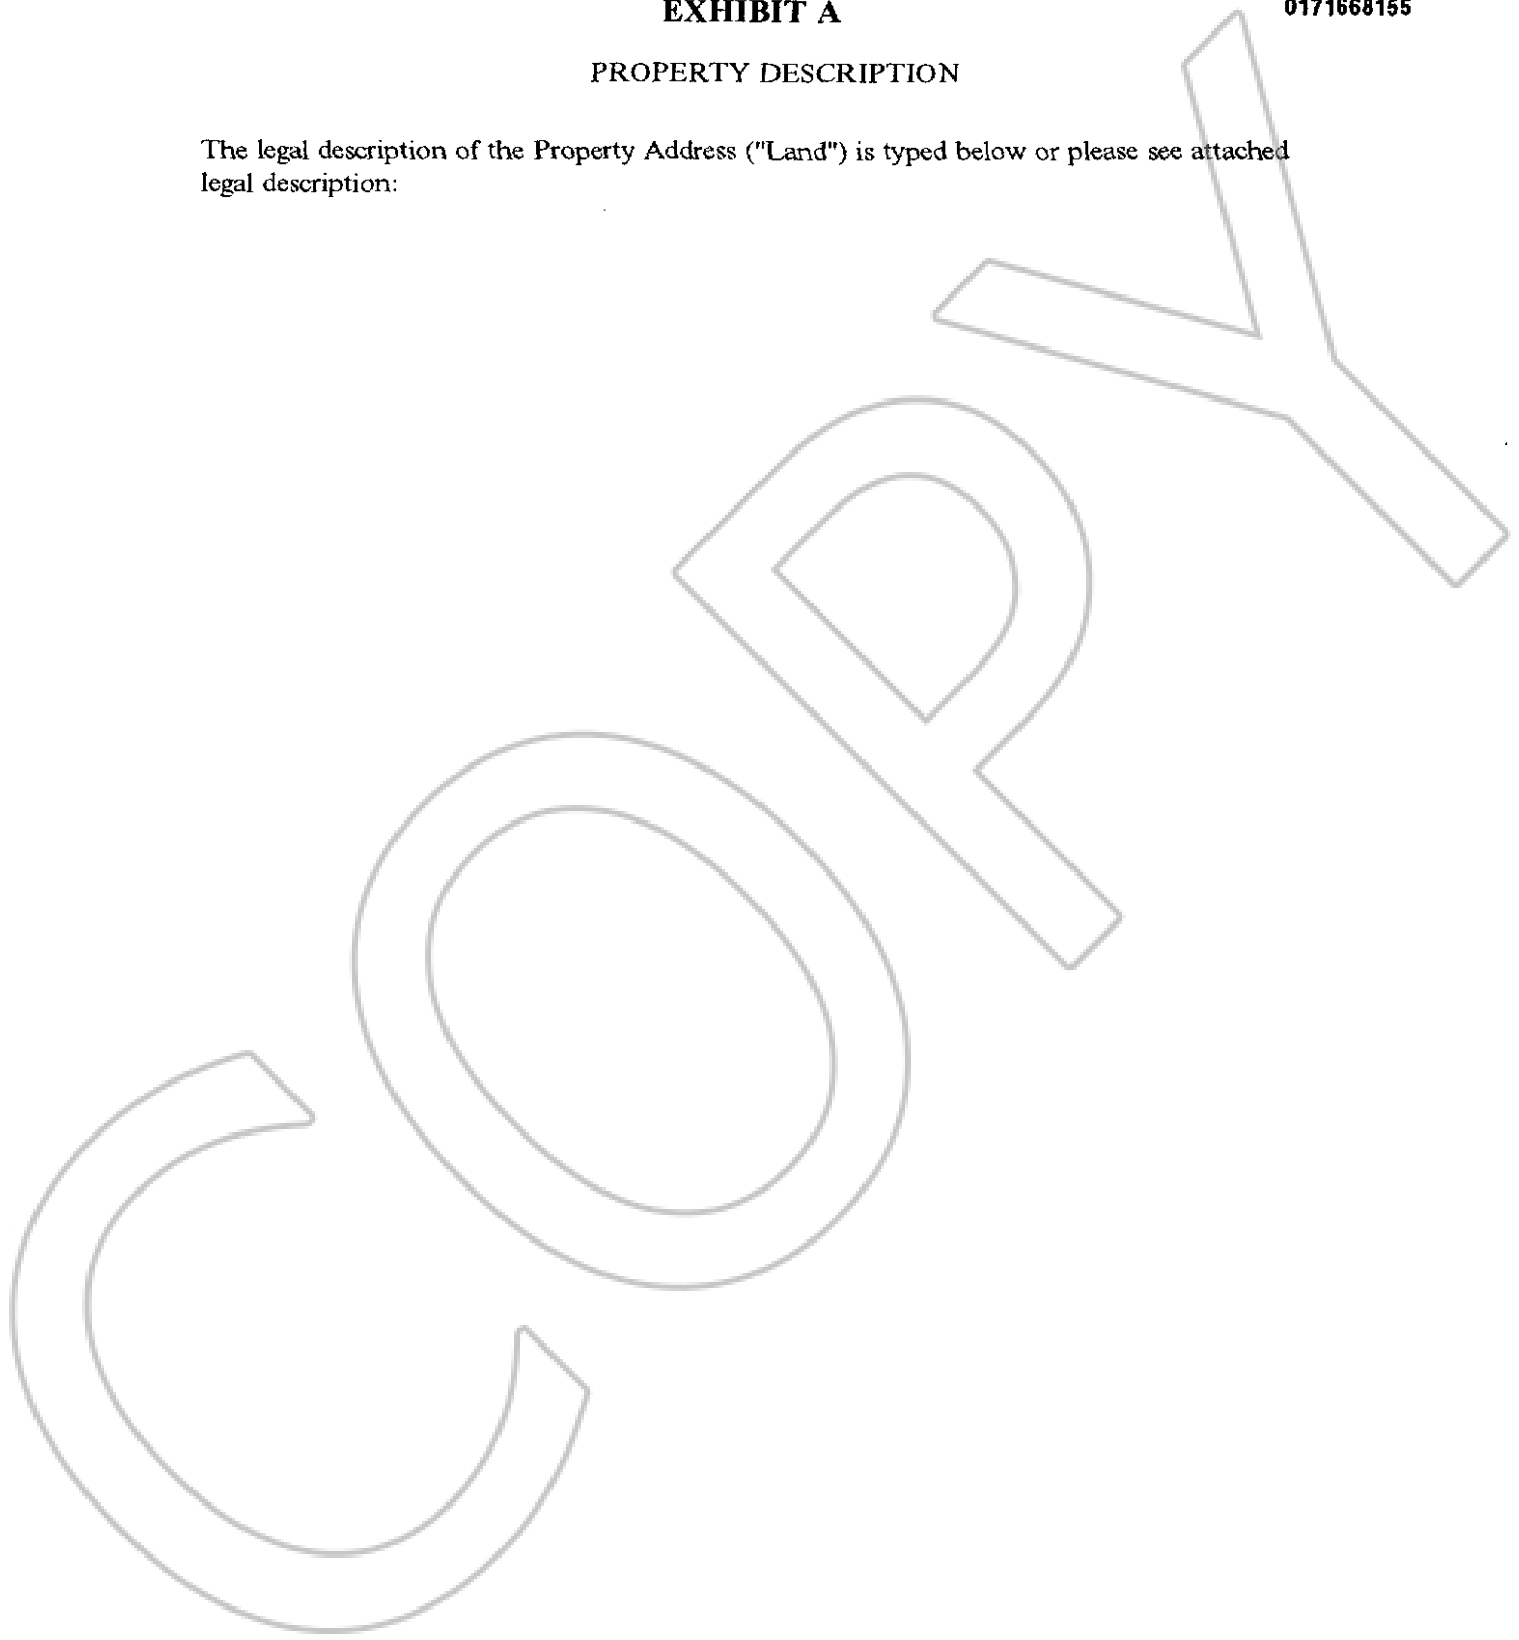 EXHIBIT A
0171668155
PROPERTY DESCRIPTION
The legal description of the Property Address ("Land") is typed below or please see attached
legal description:
COPY